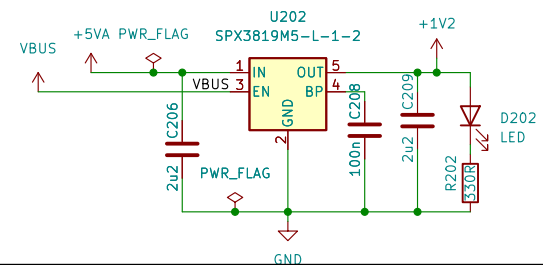 U202
SPX3819M5-L-1-2
+5VA PWR_FLAG
+1V2
VBUS
1 IN OUT 5
VBUS 3 EN BP 4
GND
2
C206
2u2
C208
100n
C209
2u2
D202
LED
R202
330R
PWR_FLAG
GND